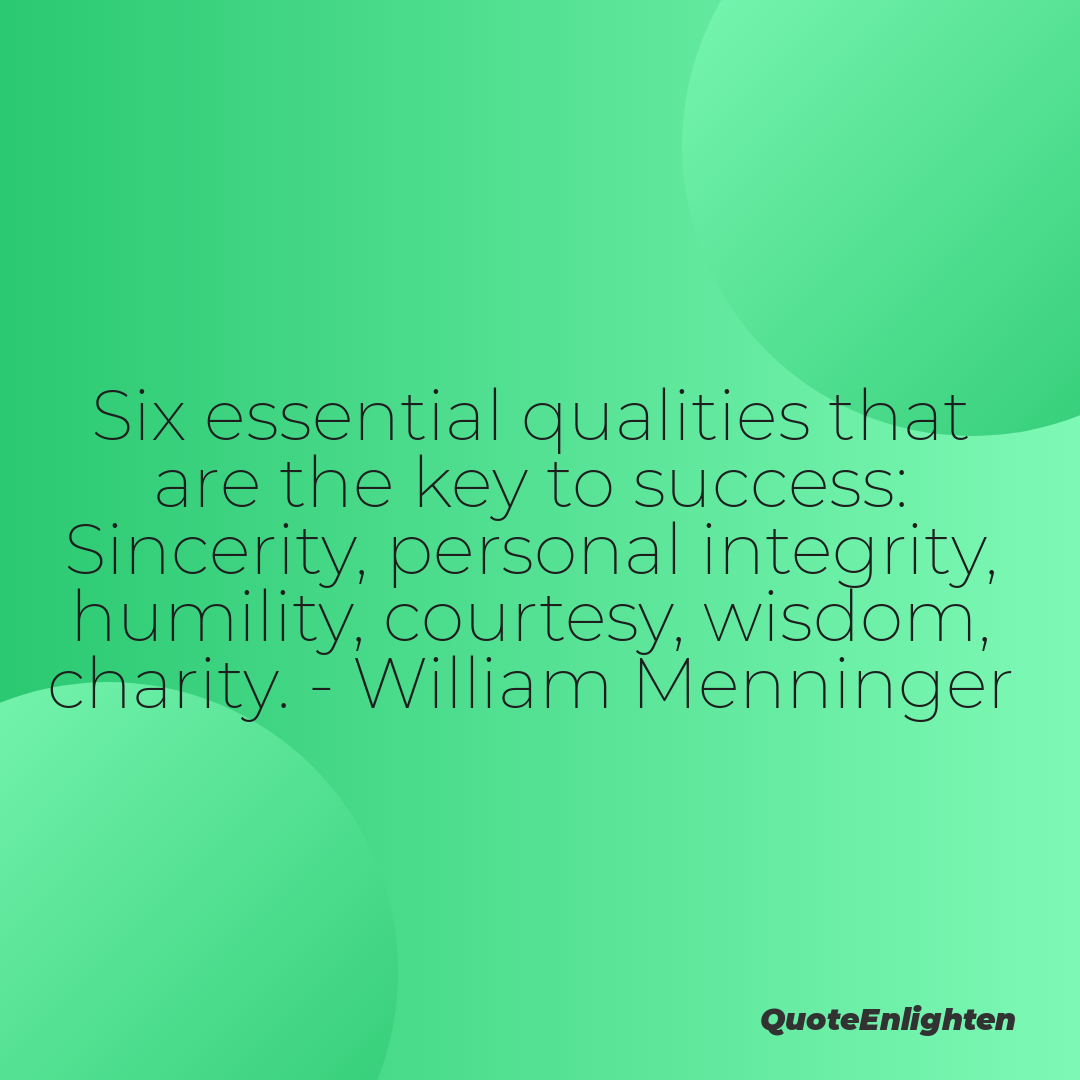 Six essential qualities that
are the key to success:
Sincerity, personal integrity,
humility, courtesy, wisdom,
charity. - William Menninger
QuoteEnlighten